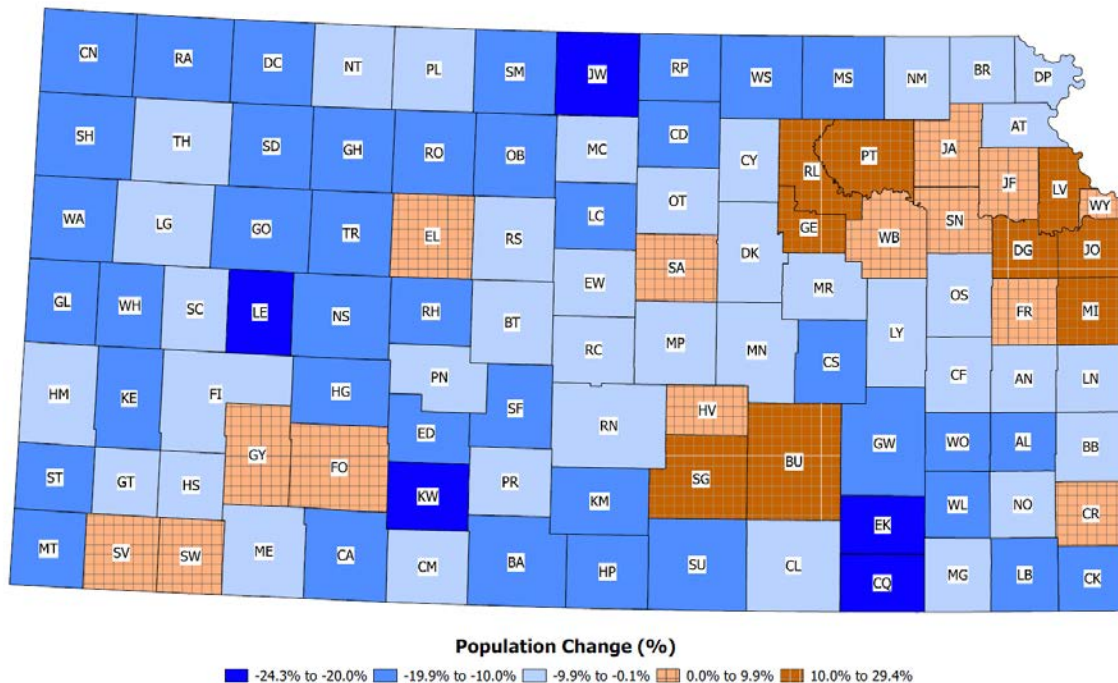 CN RA DC NT PL SM JW RP WS MS NM BR DP
SH TH SD GH RO OB MC CD CY RL PT JA AT
WA LG GO TR EL RS LC OT GE WB SN JF LV WY
GL WH SC LE NS RH BT EW SA DK MR OS DG JO
HM KE FI HG PN RC MP MN CS LY FR MI
ED SF RN HV CF AN LN
ST GT HS GY FO KW PR KM SG BU GW WO AL BB
MT SV SW ME CA CM BA HP SU CL EK WL NO CR
CQ MG LB CK
Population Change (%)
-24.3% to -20.0% -19.9% to -10.0% -9.9% to -0.1% 0.0% to 9.9% 10.0% to 29.4%